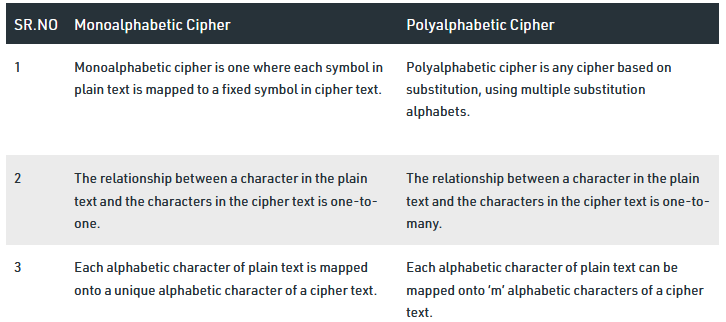 SR.NO Monoalphabetic Cipher Polyalphabetic Cipher
1 Monoalphabetic cipher is one where each symbol in Polyalphabetic cipher is any cipher based on
plain text is mapped to a fixed symbol in cipher text. substitution, using multiple substitution
alphabets.
2 The relationship between a character in the plain The relationship between a character in the plain
text and the characters in the cipher text is one-to- text and the characters in the cipher text is one-to-
one. many.
3 Each alphabetic character of plain text is mapped Each alphabetic character of plain text can be
onto a unique alphabetic character of a cipher text. mapped onto ‘m’ alphabetic characters of a cipher
text.